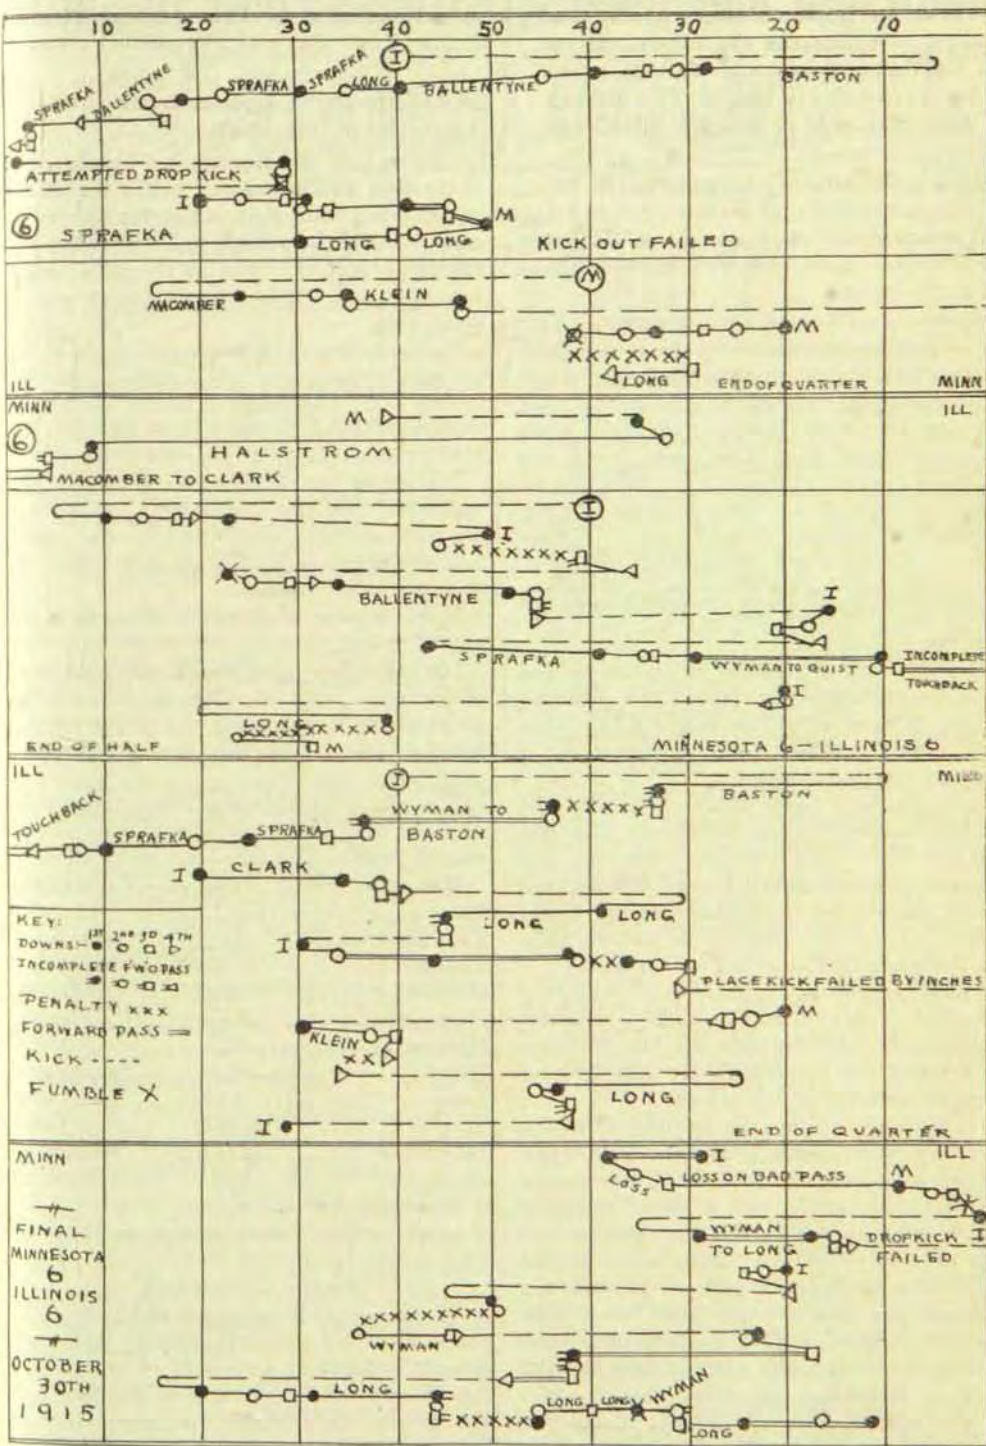 10 20 30 40 50 40 30 20 10
I
SPRAFKA BALLENTYNE SPRAFKA SPRAFKA LONG BALLENTYNE BASTON
ATTEMPTED DROP KICK
I M
6 SPRAFKA LONG LONG KICK OUT FAILED
M
MACOMBER KLEIN
M
XXXXXXX
LONG
ILL END OF QUARTER MINN
MINN ILL
M
6 HALSTROM
MACOMBER TO CLARK
I
I
XXXXXXX
BALLENTYNE I
SPRAFKA WYMAN TO QUIST INCOMPLETE
TOUCHBACK
I
LONG XXXXX
XXXXXXX
M
END OF HALF MINNESOTA 6 - ILLINOIS 6
ILL I MINN
BASTON
WYMAN TO BASTON XXXXX
TOUCHBACK SPRAFKA SPRAFKA
I CLARK
LONG LONG
KEY:
DOWNS:- 1ST 2ND 3D 4TH
INCOMPLETE F'W'D PASS
PENALTY XXX
FORWARD PASS =
KICK ----
FUMBLE X
I
XX
PLACE KICK FAILED BY INCHES
M
KLEIN
XX
LONG
I
END OF QUARTER
MINN ILL
I
LOSS LOSS ON BAD PASS M
I
WYMAN TO LONG DROPKICK FAILED
I
FINAL
MINNESOTA
6
ILLINOIS
6
OCTOBER
30TH
1915
XXXXXXXXX
WYMAN
LONG
LONG LONG WYMAN
XXXXX
LONG